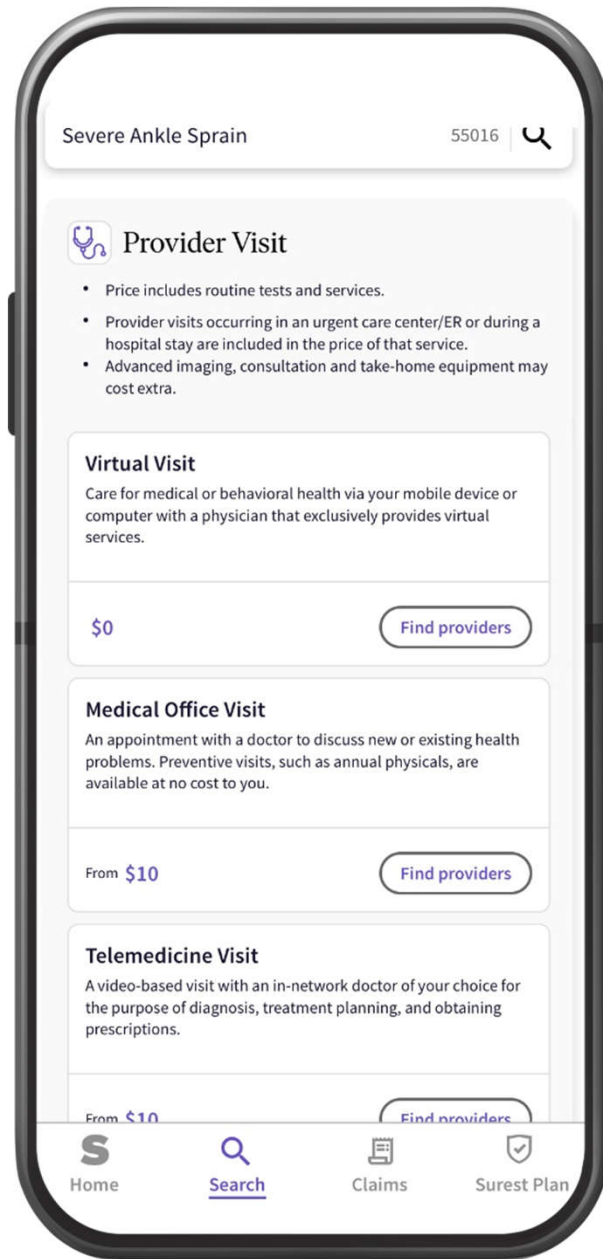 Severe Ankle Sprain 55016
Provider Visit
• Price includes routine tests and services.
• Provider visits occurring in an urgent care center/ER or during a
hospital stay are included in the price of that service.
• Advanced imaging, consultation and take-home equipment may
cost extra.
Virtual Visit
Care for medical or behavioral health via your mobile device or
computer with a physician that exclusively provides virtual
services.
$0 Find providers
Medical Office Visit
An appointment with a doctor to discuss new or existing health
problems. Preventive visits, such as annual physicals, are
available at no cost to you.
From $10 Find providers
Telemedicine Visit
A video-based visit with an in-network doctor of your choice for
the purpose of diagnosis, treatment planning, and obtaining
prescriptions.
From $10 Find providers
S
Home Search Claims Surest Plan